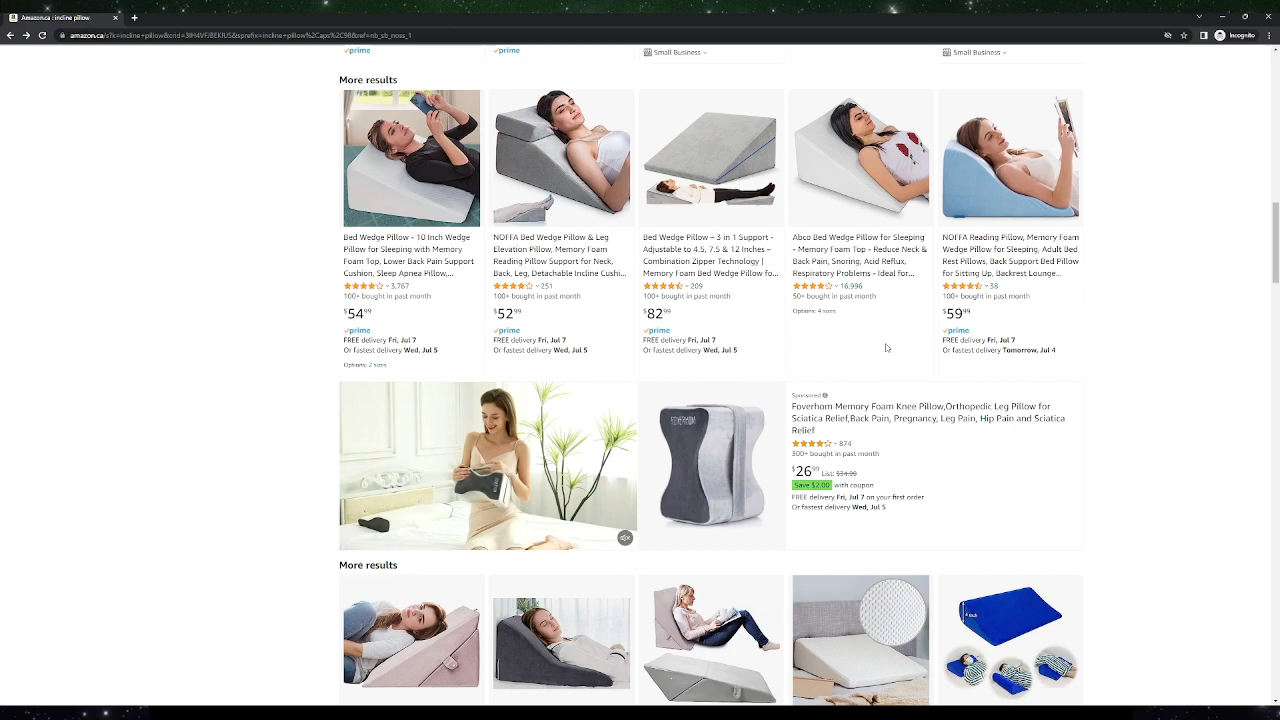 Amazon.ca : incline pillow
amazon.ca/s?k=incline+pillow&crid=3IH4VFJBEKIUS&sprefix=incline+pillow%2Caps%2C98&ref=nb_sb_noss_1
Incognito
prime
prime
Small Business
Small Business
More results
Bed Wedge Pillow - 10 Inch Wedge
Pillow for Sleeping with Memory
Foam Top, Lower Back Pain Support
Cushion, Sleep Apnea Pillow,...
3,767
100+ bought in past month
$5499
prime
FREE delivery Fri, Jul 7
Or fastest delivery Wed, Jul 5
Options: 2 sizes
NOFFA Bed Wedge Pillow & Leg
Elevation Pillow, Memory Foam
Reading Pillow Support for Neck,
Back, Leg, Detachable Incline Cushi...
251
100+ bought in past month
$5299
prime
FREE delivery Fri, Jul 7
Or fastest delivery Wed, Jul 5
Bed Wedge Pillow – 3 in 1 Support -
Adjustable to 4.5, 7.5 & 12 Inches –
Combination Zipper Technology |
Memory Foam Bed Wedge Pillow fo...
209
100+ bought in past month
$8299
prime
FREE delivery Fri, Jul 7
Or fastest delivery Wed, Jul 5
Abco Bed Wedge Pillow for Sleeping
- Memory Foam Top - Reduce Neck &
Back Pain, Snoring, Acid Reflux,
Respiratory Problems - Ideal for...
16,996
50+ bought in past month
Options: 4 sizes
NOFFA Reading Pillow, Memory Foam
Wedge Pillow for Sleeping, Adult Bed
Rest Pillows, Back Support Bed Pillow
for Sitting Up, Backrest Lounge...
38
100+ bought in past month
$5999
prime
FREE delivery Fri, Jul 7
Or fastest delivery Tomorrow, Jul 4
FOVERHOM
Sponsored
Foverhom Memory Foam Knee Pillow,Orthopedic Leg Pillow for
Sciatica Relief,Back Pain, Pregnancy, Leg Pain, Hip Pain and Sciatica
Relief
874
300+ bought in past month
$2699 List: $34.99
Save $2.00 with coupon
FREE delivery Fri, Jul 7 on your first order
Or fastest delivery Wed, Jul 5
More results